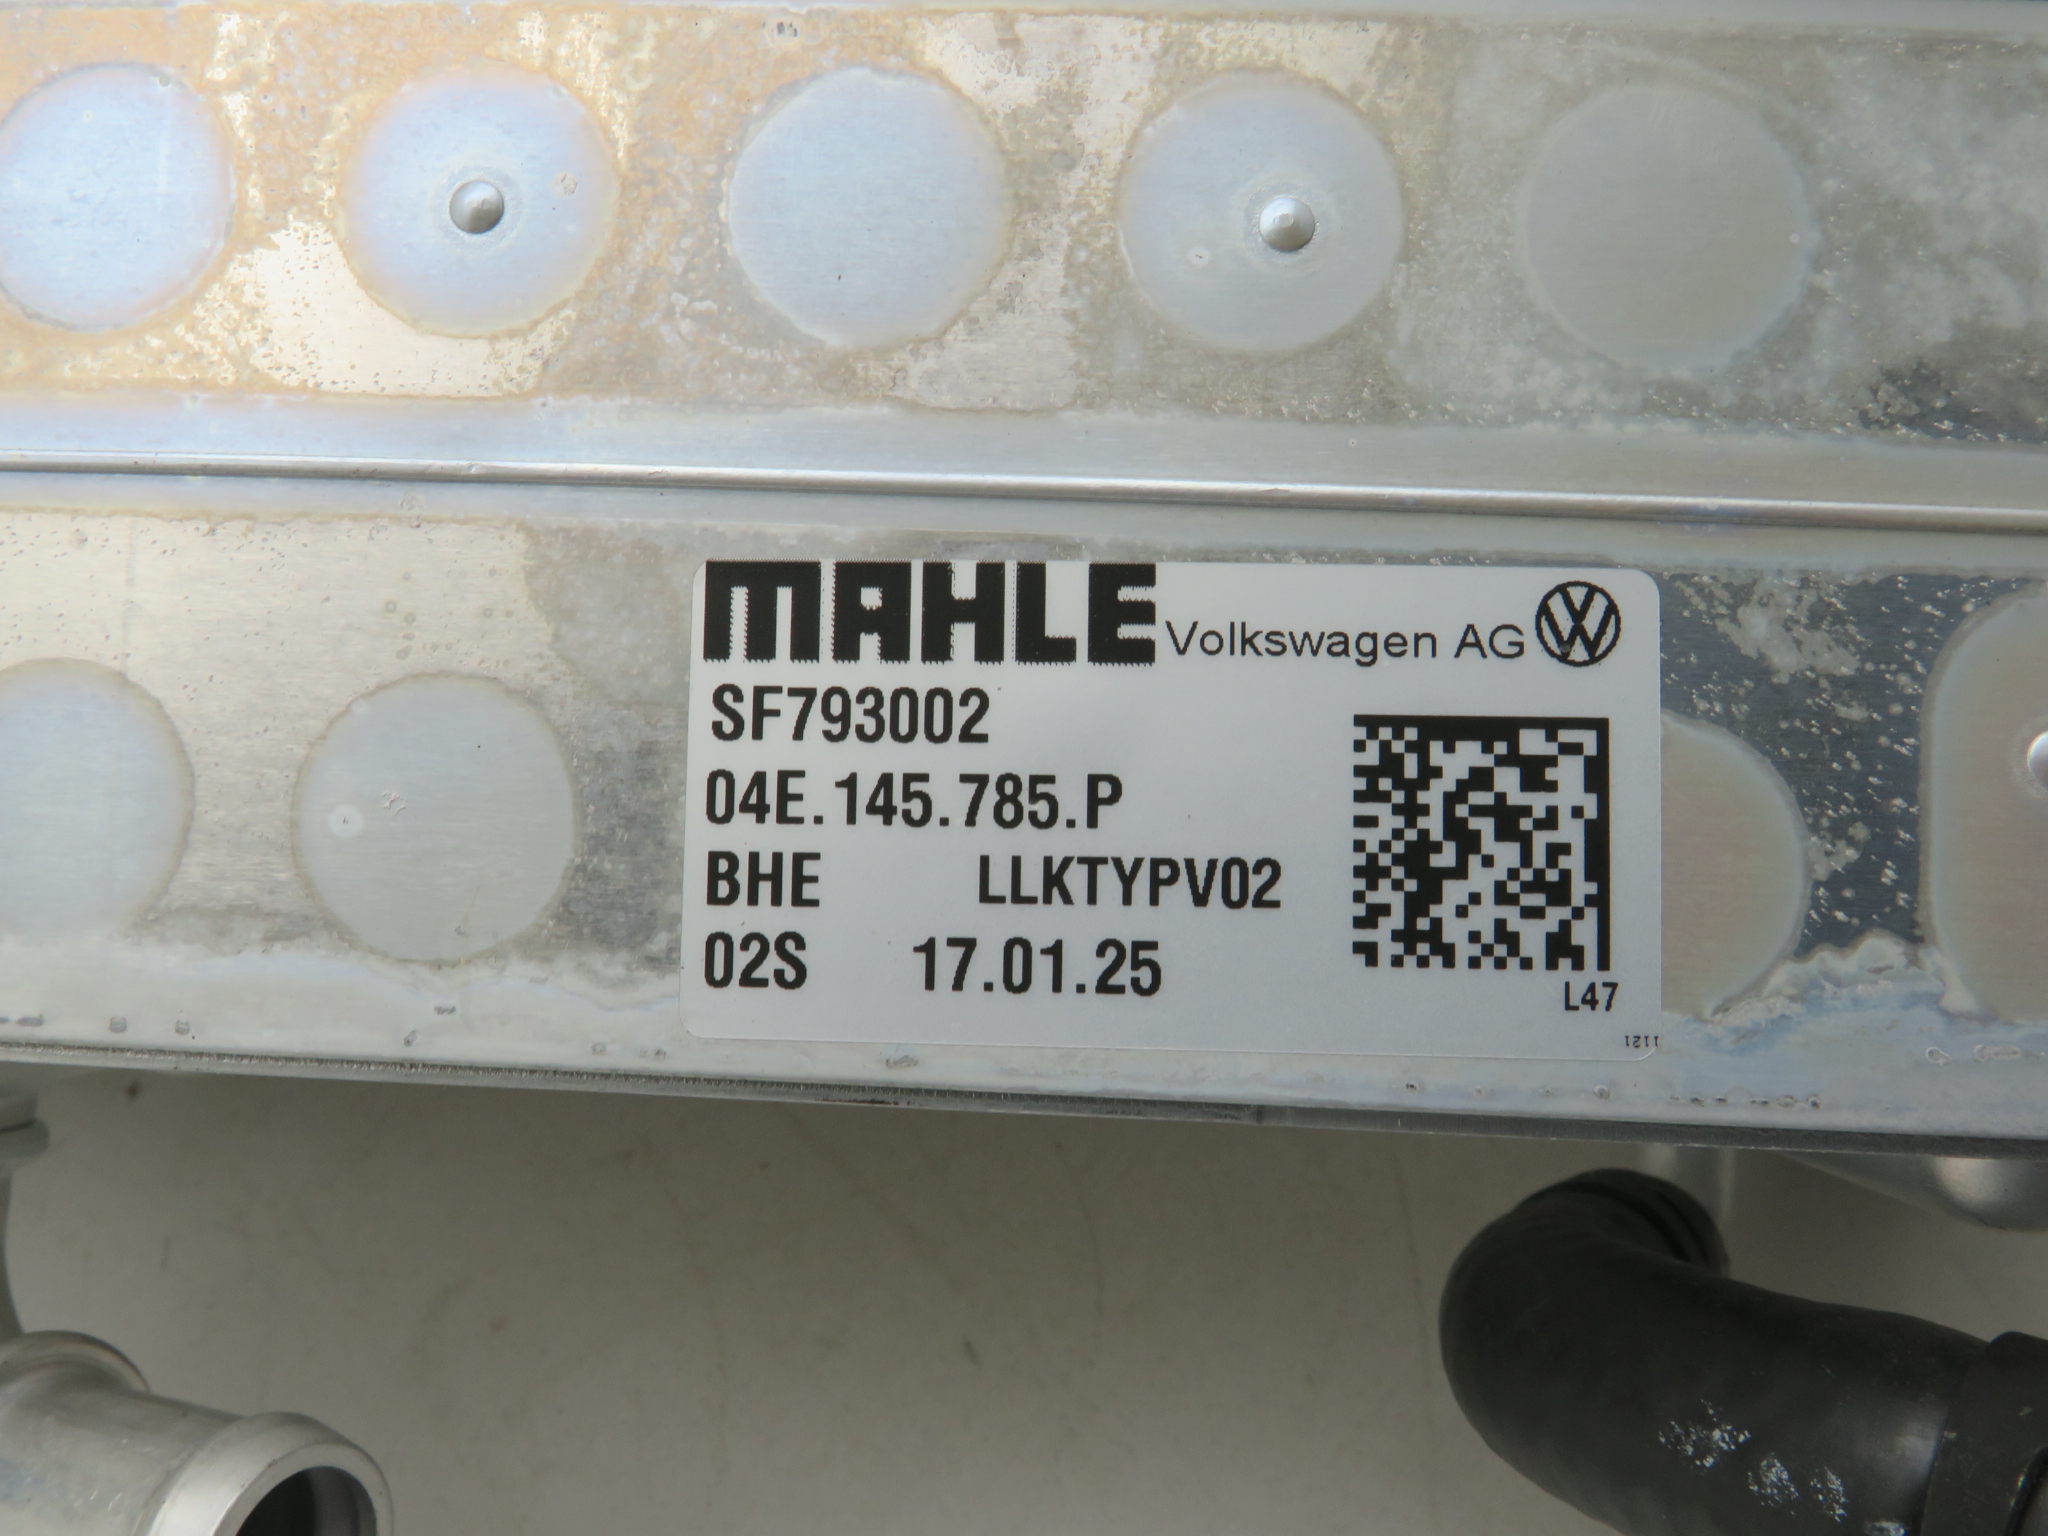 MAHLE Volkswagen AG
SF793002
04E.145.785.P
BHE LLKTYPV02
02S 17.01.25
L47
1121